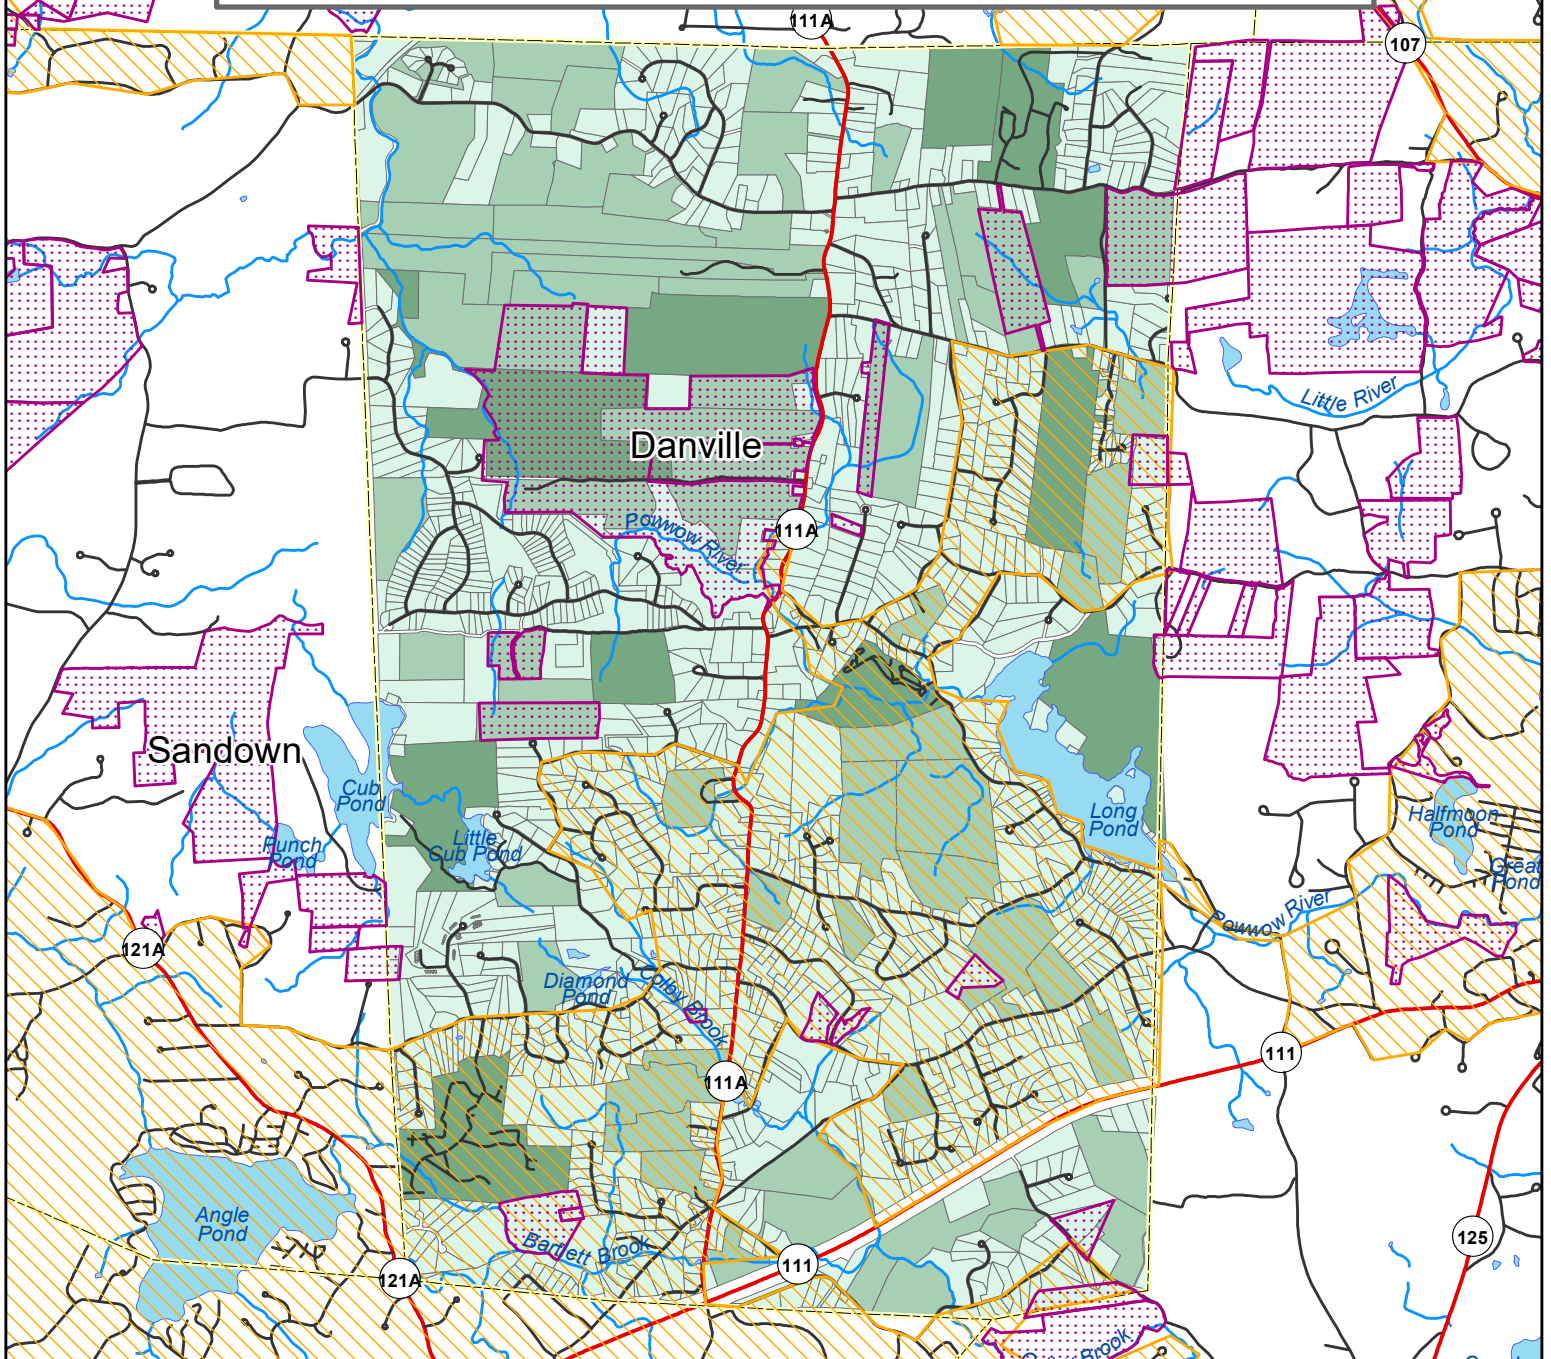 111A
107
Little River
Danville
Powwow River
111A
Sandown
Cub
Pond
Long
Pond
Halfmoon
Pond
Punch
Pond
Little
Cub Pond
Great
Pond
Powwow River
121A
Diamond
Pond
Colby Brook
111
111A
Angle
Pond
Bartlett Brook
125
111
121A
Brook